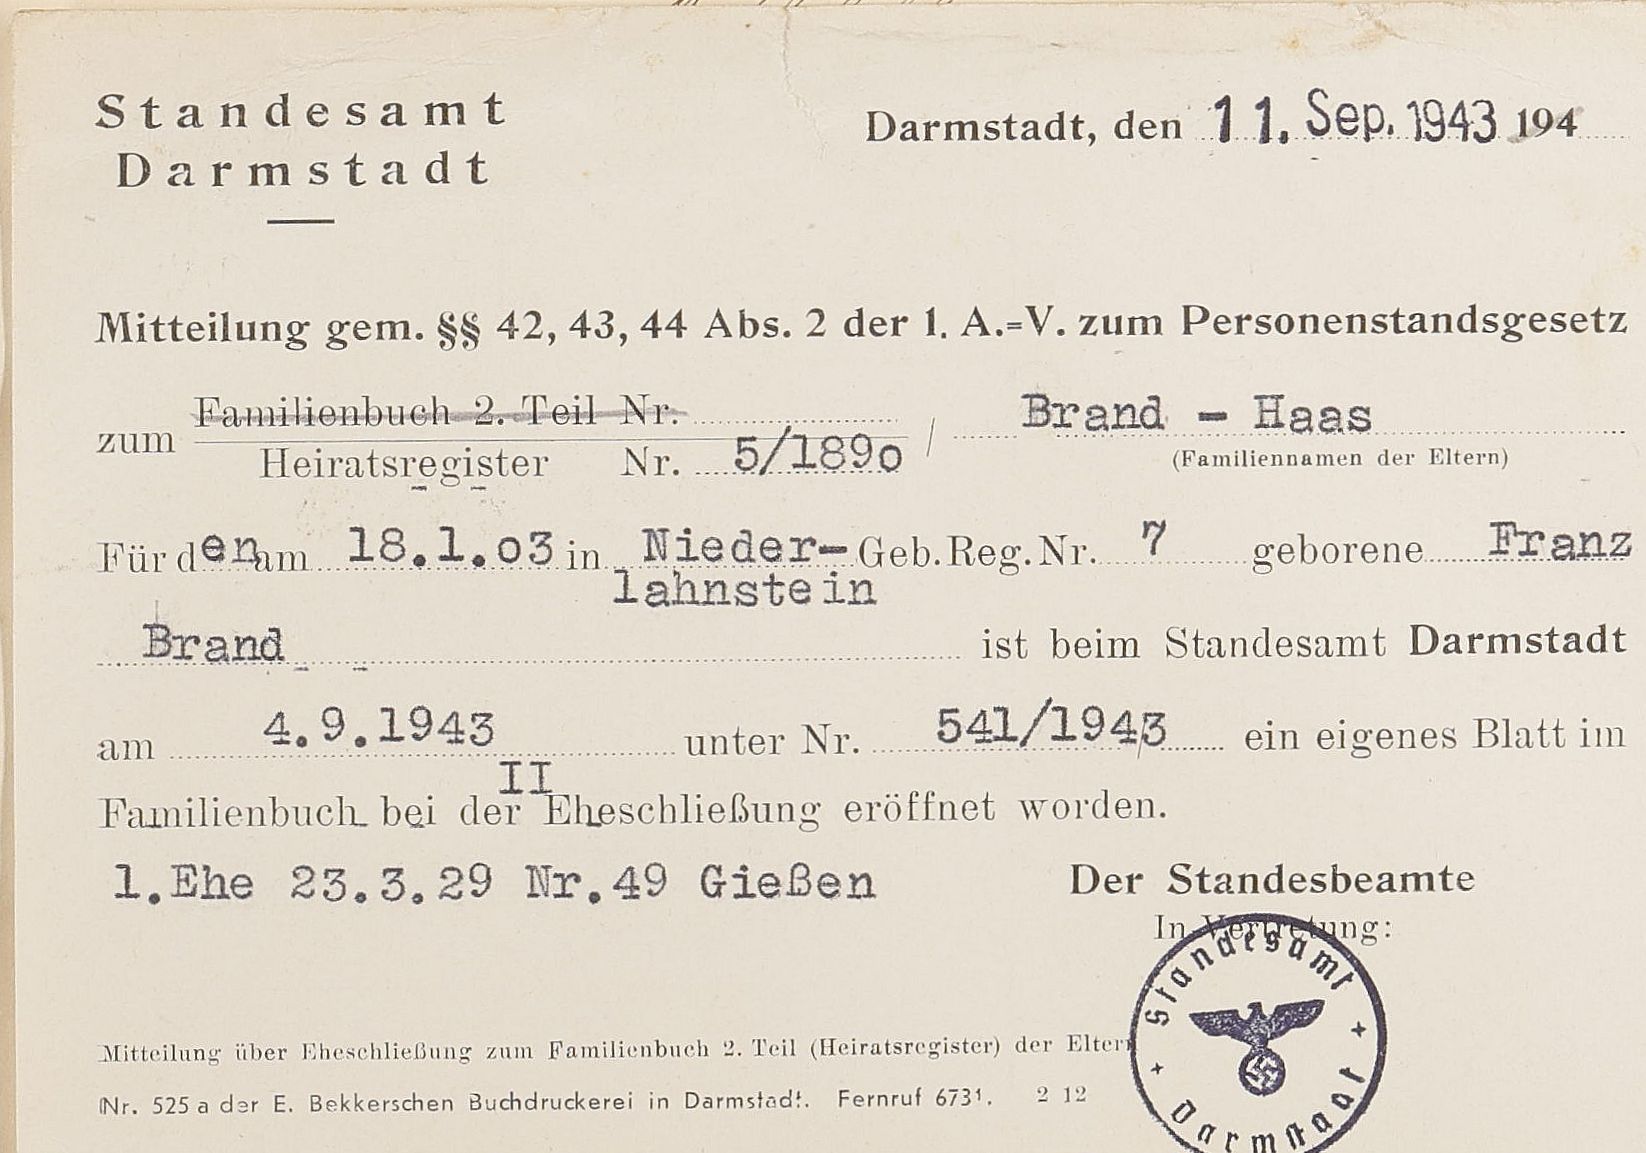 Standesamt
Darmstadt
Darmstadt, den 11. Sep. 1943 194
Mitteilung gem. §§ 42, 43, 44 Abs. 2 der 1. A.=V. zum Personenstandsgesetz
Familienbuch 2. Teil Nr.
zum Heiratsregister Nr. 5/1890 / Brand - Haas
(Familiennamen der Eltern)
Für den am 18.1.03 in Nieder- Geb.Reg.Nr. 7 geborene Franz
lahnstein
Brand ist beim Standesamt Darmstadt
am 4.9.1943 unter Nr. 541/1943 ein eigenes Blatt im
II
Familienbuch bei der Eheschließung eröffnet worden.
1.Ehe 23.3.29 Nr.49 Gießen
Der Standesbeamte
In Vertretung:
Standesamt
Darmstadt
Mitteilung über Eheschließung zum Familienbuch 2. Teil (Heiratsregister) der Eltern
Nr. 525 a der E. Bekkerschen Buchdruckerei in Darmstadt. Fernruf 6731. 2 12